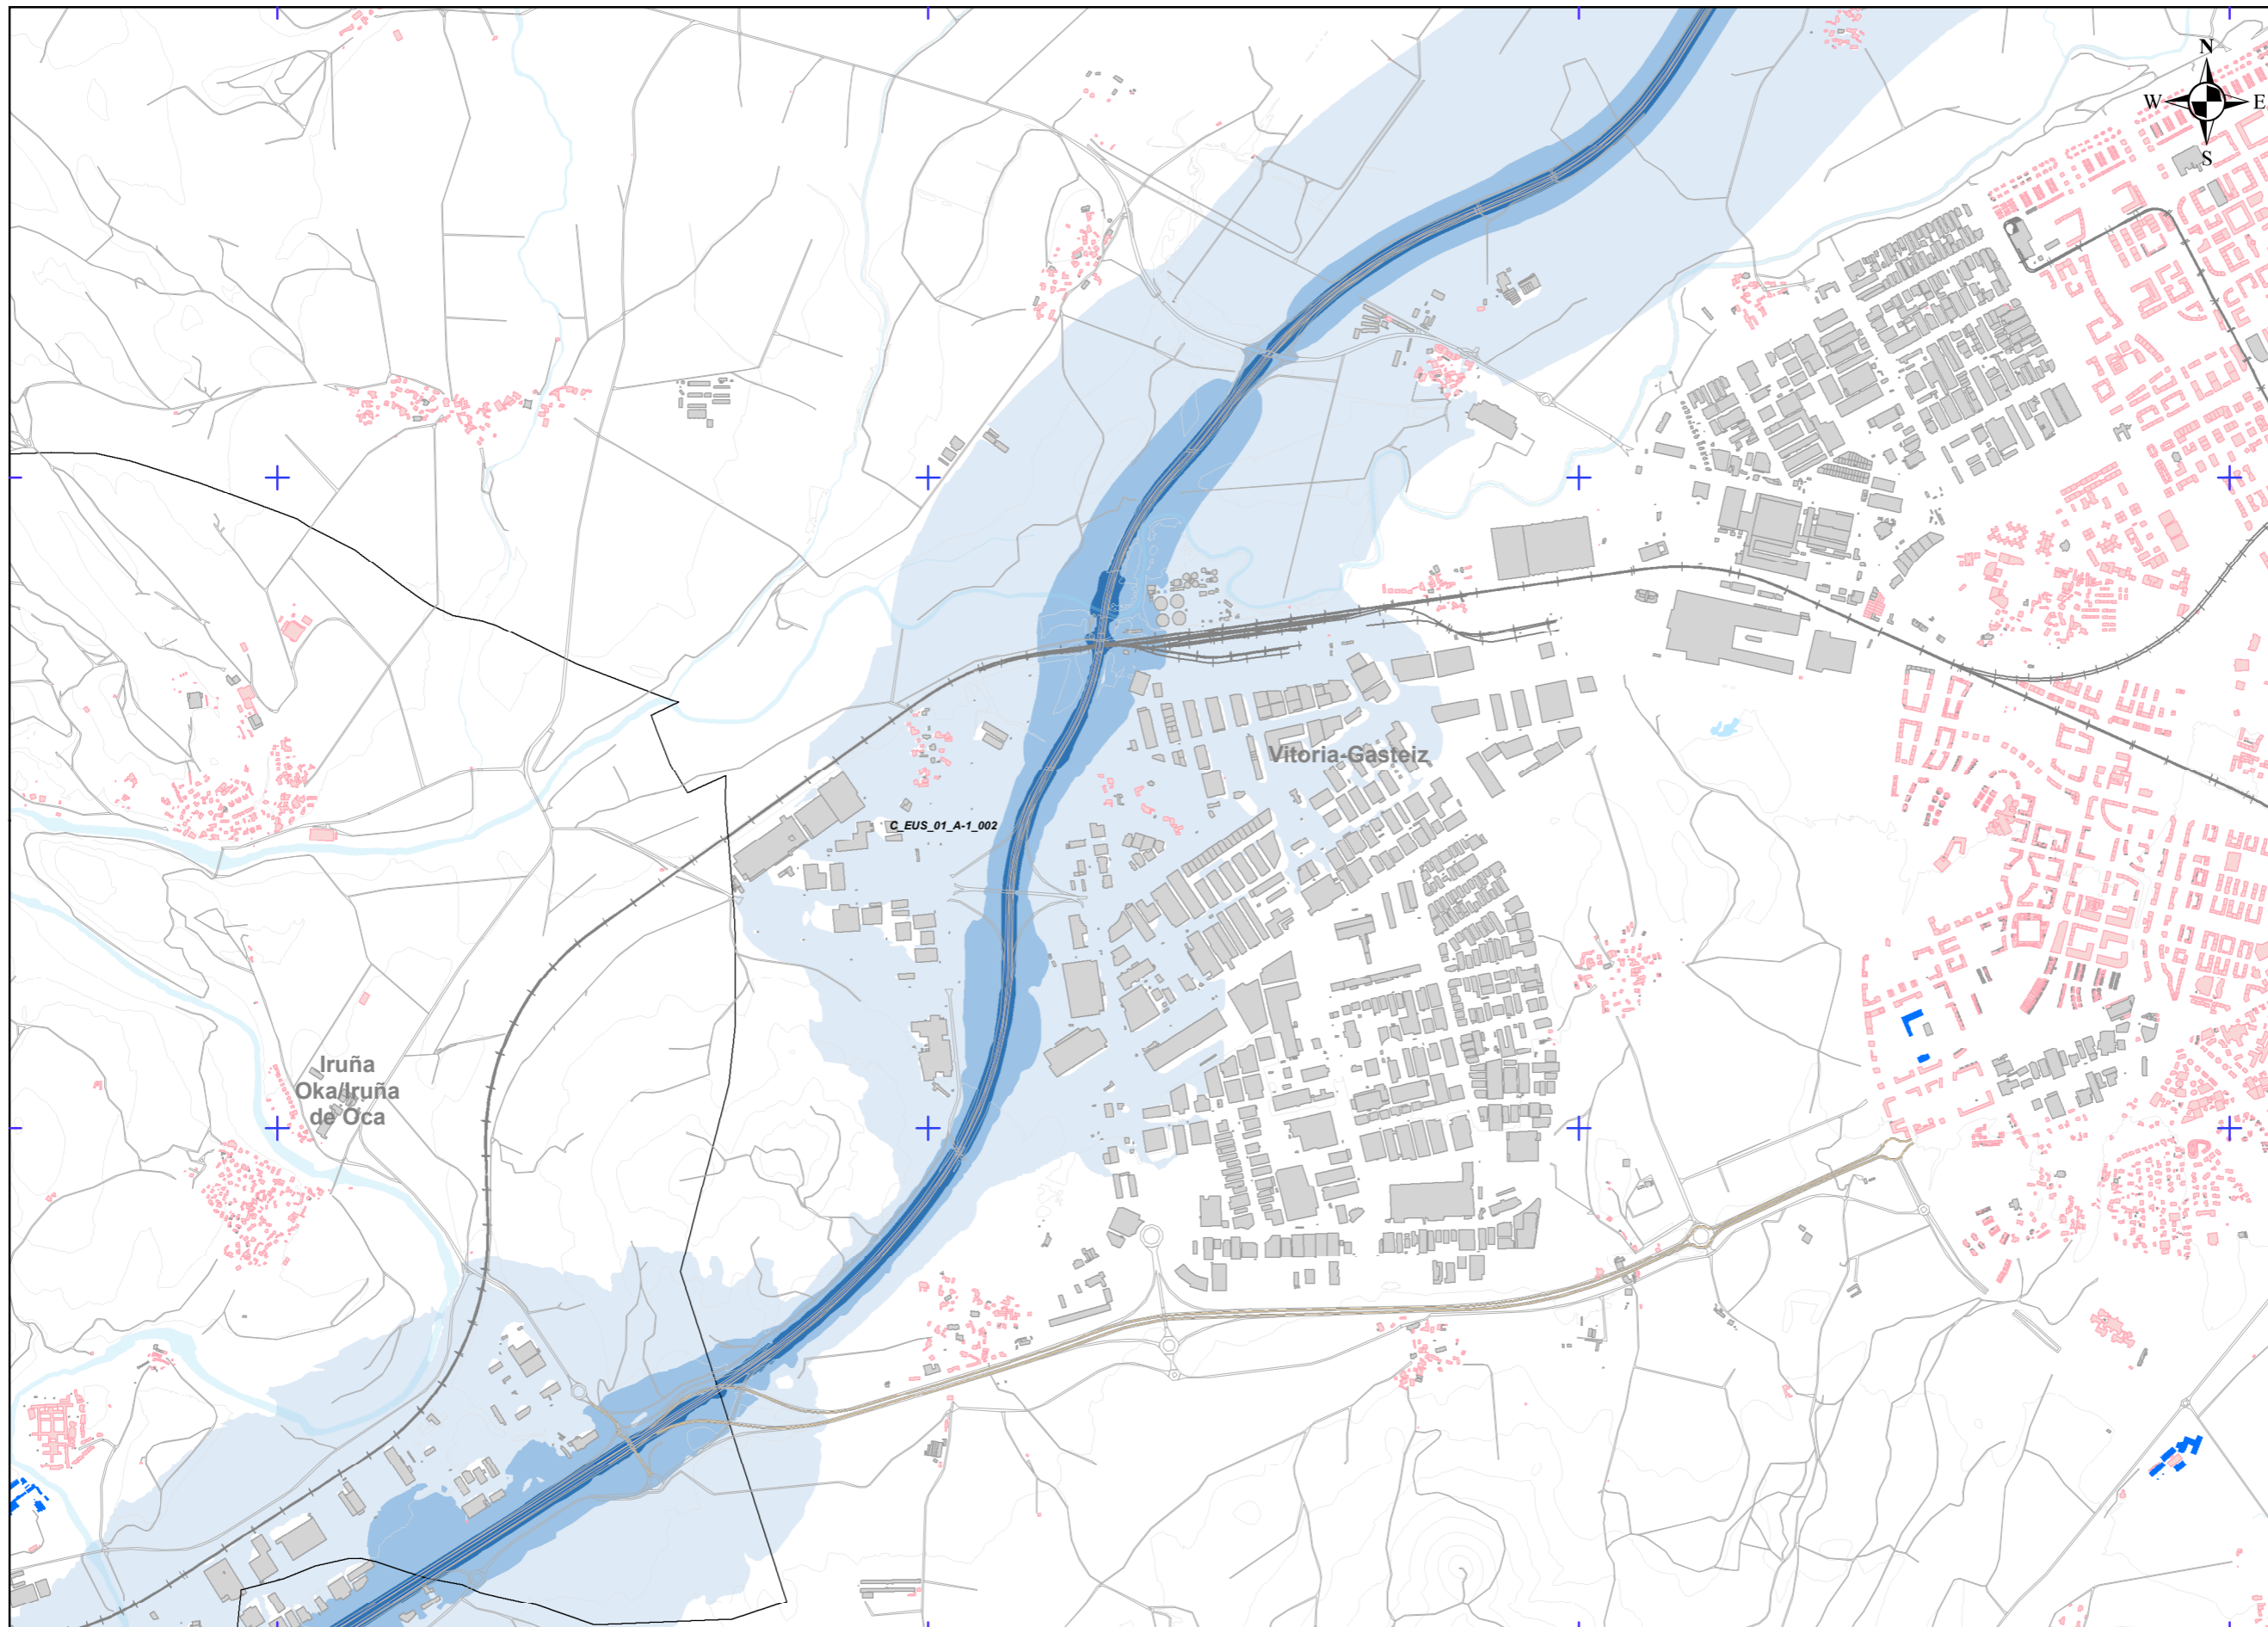 N
W E
S
Vitoria-Gasteiz
C_EUS_01_A-1_002
Iruña
Oka/Iruña
de Oca